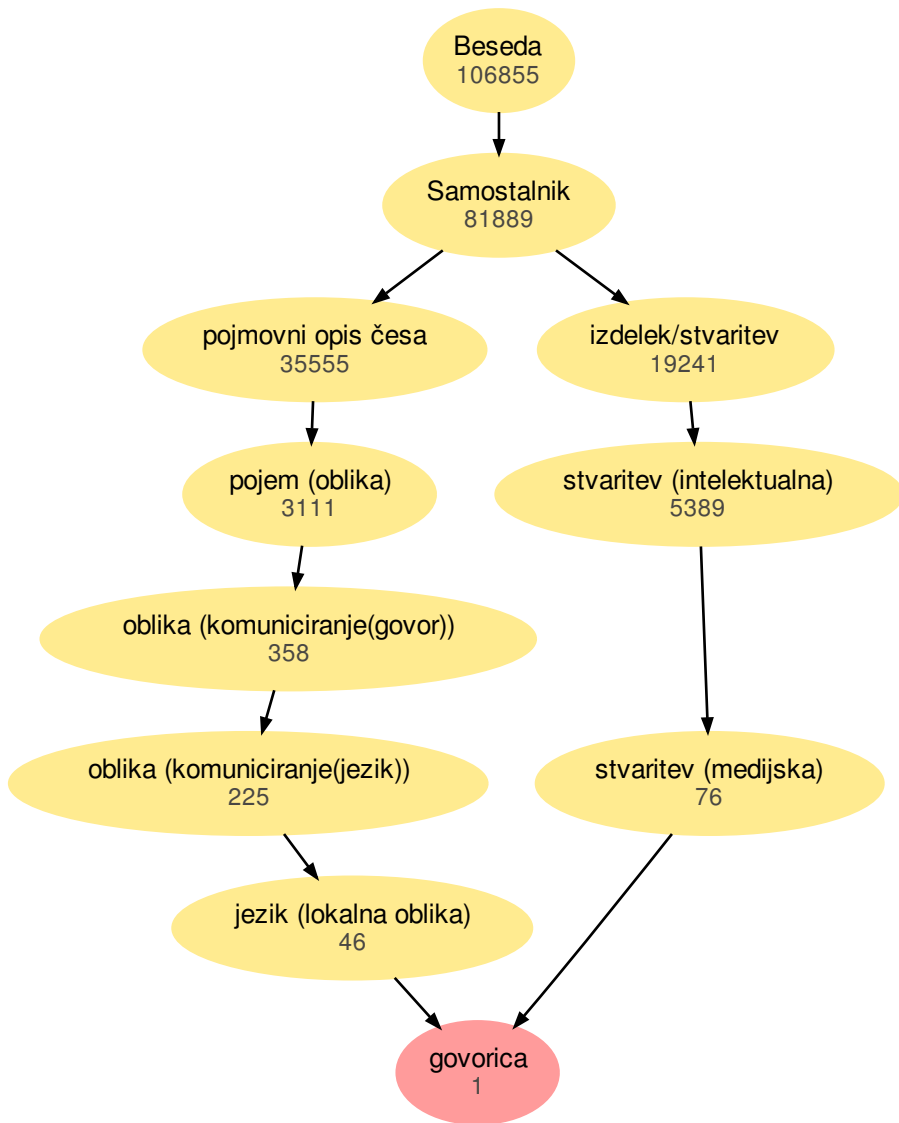 Beseda
106855
Samostalnik
81889
pojmovni opis česa
35555
izdelek/stvaritev
19241
pojem (oblika)
3111
stvaritev (intelektualna)
5389
oblika (komuniciranje(govor))
358
oblika (komuniciranje(jezik))
225
stvaritev (medijska)
76
jezik (lokalna oblika)
46
govorica
1